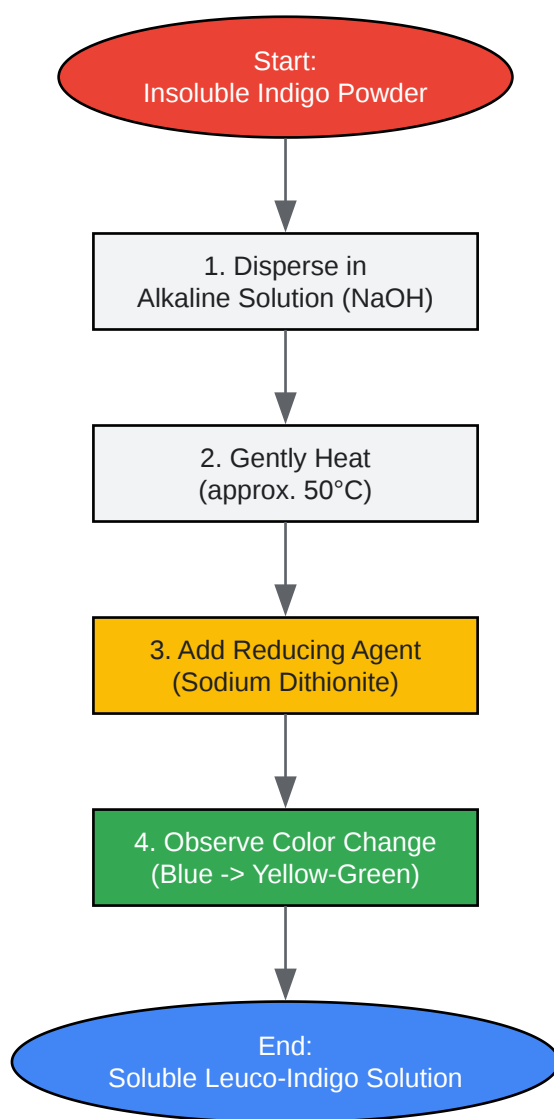 Start:
Insoluble Indigo Powder
1. Disperse in
Alkaline Solution (NaOH)
2. Gently Heat
(approx. 50°C)
3. Add Reducing Agent
(Sodium Dithionite)
4. Observe Color Change
(Blue -> Yellow-Green)
End:
Soluble Leuco-Indigo Solution